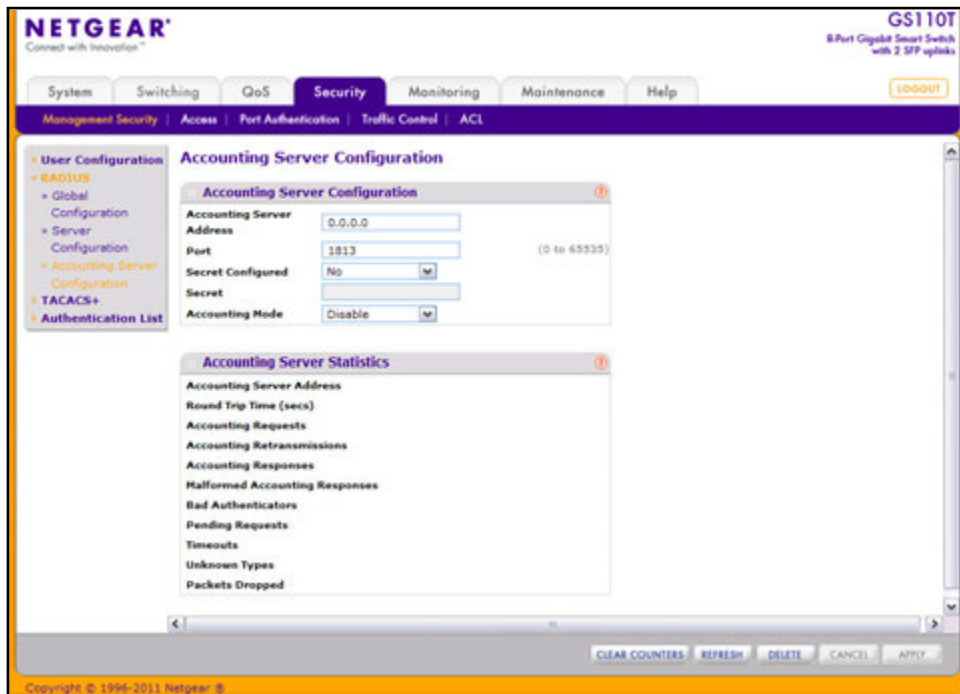 NETGEAR®
Connect with Innovation™
GS110T
8-Port Gigabit Smart Switch
with 2 SFP uplinks
System Switching QoS Security Monitoring Maintenance Help LOGOUT
Management Security | Access | Port Authentication | Traffic Control | ACL
User Configuration
RADIUS
» Global
Configuration
» Server
Configuration
» Accounting Server
Configuration
TACACS+
Authentication List
Accounting Server Configuration
Accounting Server Configuration
Accounting Server
Address
0.0.0.0
Port 1813 (0 to 65535)
Secret Configured No
Secret
Accounting Mode Disable
Accounting Server Statistics
Accounting Server Address
Round Trip Time (secs)
Accounting Requests
Accounting Retransmissions
Accounting Responses
Malformed Accounting Responses
Bad Authenticators
Pending Requests
Timeouts
Unknown Types
Packets Dropped
CLEAR COUNTERS REFRESH DELETE CANCEL APPLY
Copyright © 1996-2011 Netgear ®